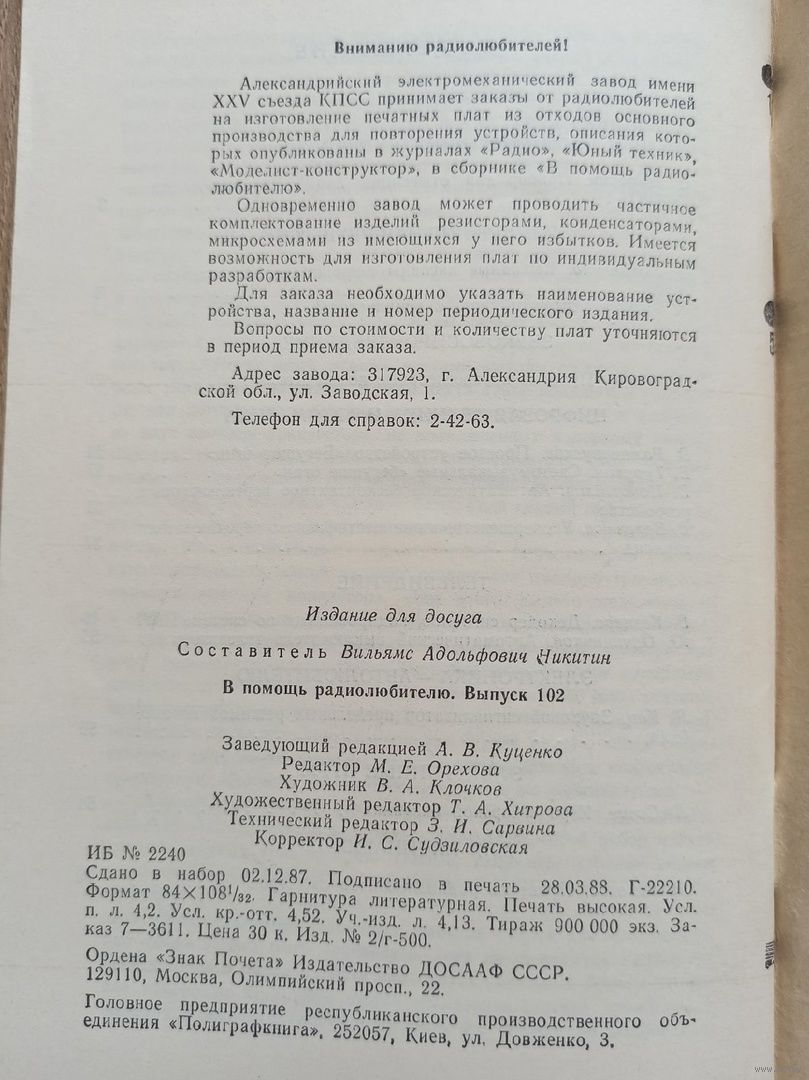 Вниманию радиолюбителей!
Александрийский электромеханический завод имени
XXV съезда КПСС принимает заказы от радиолюбителей
на изготовление печатных плат из отходов основного
производства для повторения устройств, описания кото-
рых опубликованы в журналах «Радио», «Юный техник»,
«Моделист-конструктор», в сборнике «В помощь радио-
любителю».
Одновременно завод может проводить частичное
комплектование изделий резисторами, конденсаторами,
микросхемами из имеющихся у него избытков. Имеется
возможность для изготовления плат по индивидуальным
разработкам.
Для заказа необходимо указать наименование уст-
ройства, название и номер периодического издания.
Вопросы по стоимости и количеству плат уточняются
в период приема заказа.
Адрес завода: 317923, г. Александрия Кировоград-
ской обл., ул. Заводская, 1.
Телефон для справок: 2-42-63.
Издание для досуга
Составитель Вильямс Адольфович Никитин
В помощь радиолюбителю. Выпуск 102
Заведующий редакцией А. В. Куценко
Редактор М. Е. Орехова
Художник В. А. Клочков
Художественный редактор Т. А. Хитрова
Технический редактор З. И. Сарвина
Корректор И. С. Судзиловская
ИБ № 2240
Сдано в набор 02.12.87. Подписано в печать 28.03.88. Г-22210.
Формат 84×108¹/₃₂. Гарнитура литературная. Печать высокая. Усл.
п. л. 4,2. Усл. кр.-отт. 4,52. Уч.-изд. л. 4,13. Тираж 900 000 экз. За-
каз 7—3611. Цена 30 к. Изд. № 2/г-500.
Ордена «Знак Почета» Издательство ДОСААФ СССР.
129110, Москва, Олимпийский просп., 22.
Головное предприятие республиканского производственного объ-
единения «Полиграфкнига». 252057, Киев, ул. Довженко, 3.